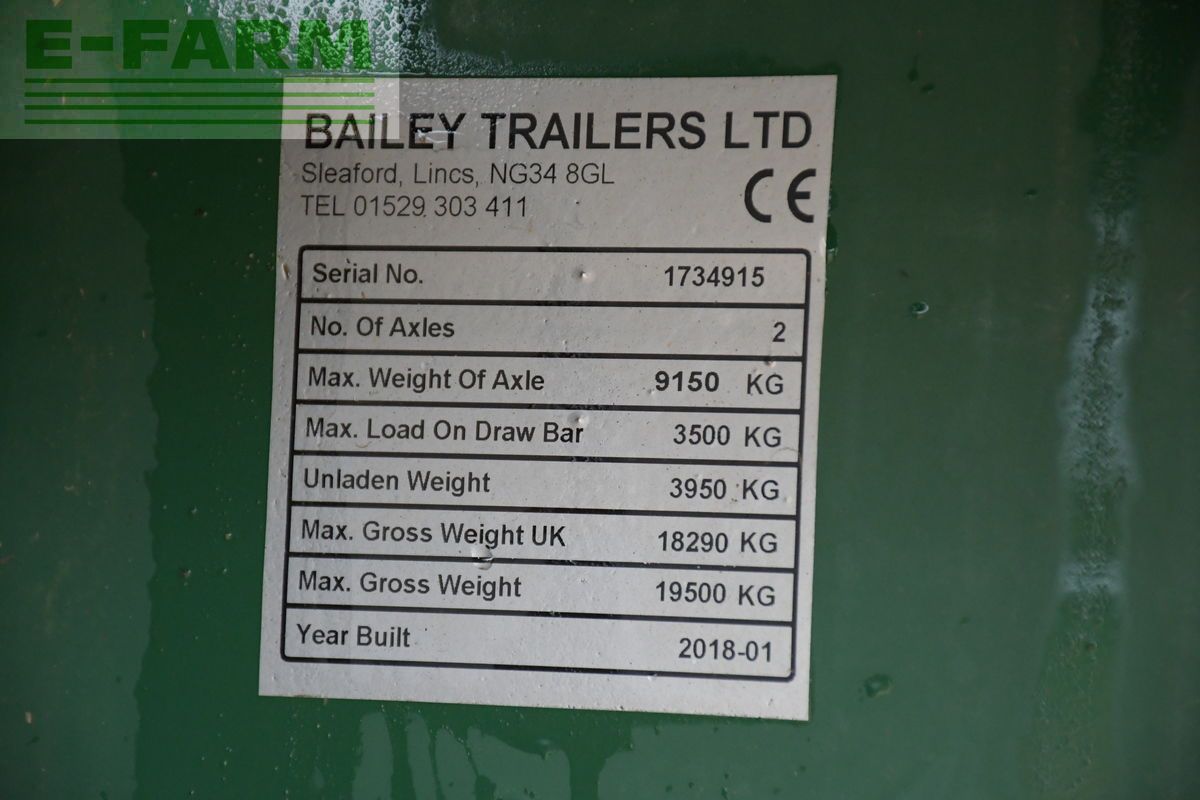 E-FARM
BAILEY TRAILERS LTD
Sleaford, Lincs, NG34 8GL
TEL 01529 303 411
CE
Serial No. 1734915
No. Of Axles 2
Max. Weight Of Axle 9150 KG
Max. Load On Draw Bar 3500 KG
Unladen Weight 3950 KG
Max. Gross Weight UK 18290 KG
Max. Gross Weight 19500 KG
Year Built 2018-01